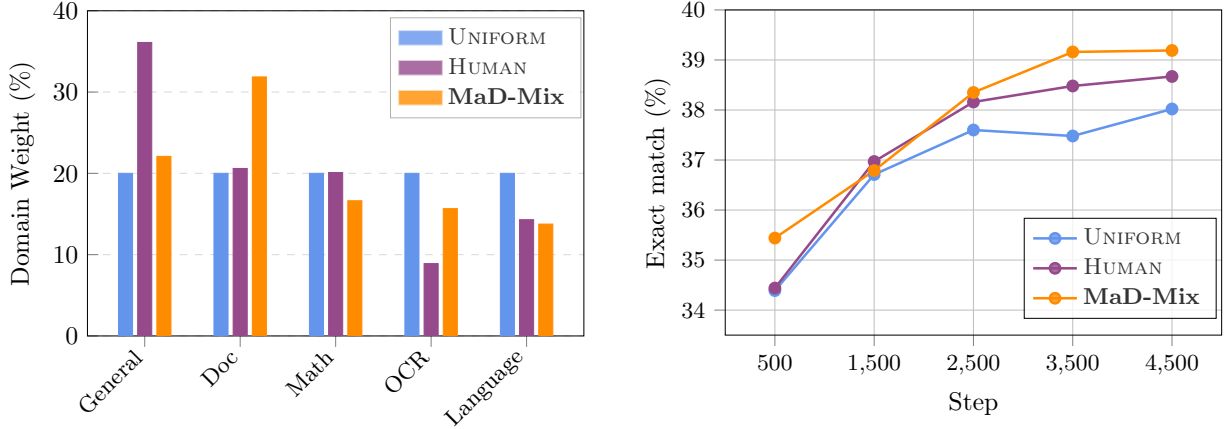 40
30
20
10
0
Domain Weight (%)
General
Doc
Math
OCR
Language
UNIFORM
HUMAN
MaD-Mix
39
38
37
36
35
34
Exact match (%)
500
1,500
2,500
3,500
4,500
Step
UNIFORM
HUMAN
MaD-Mix